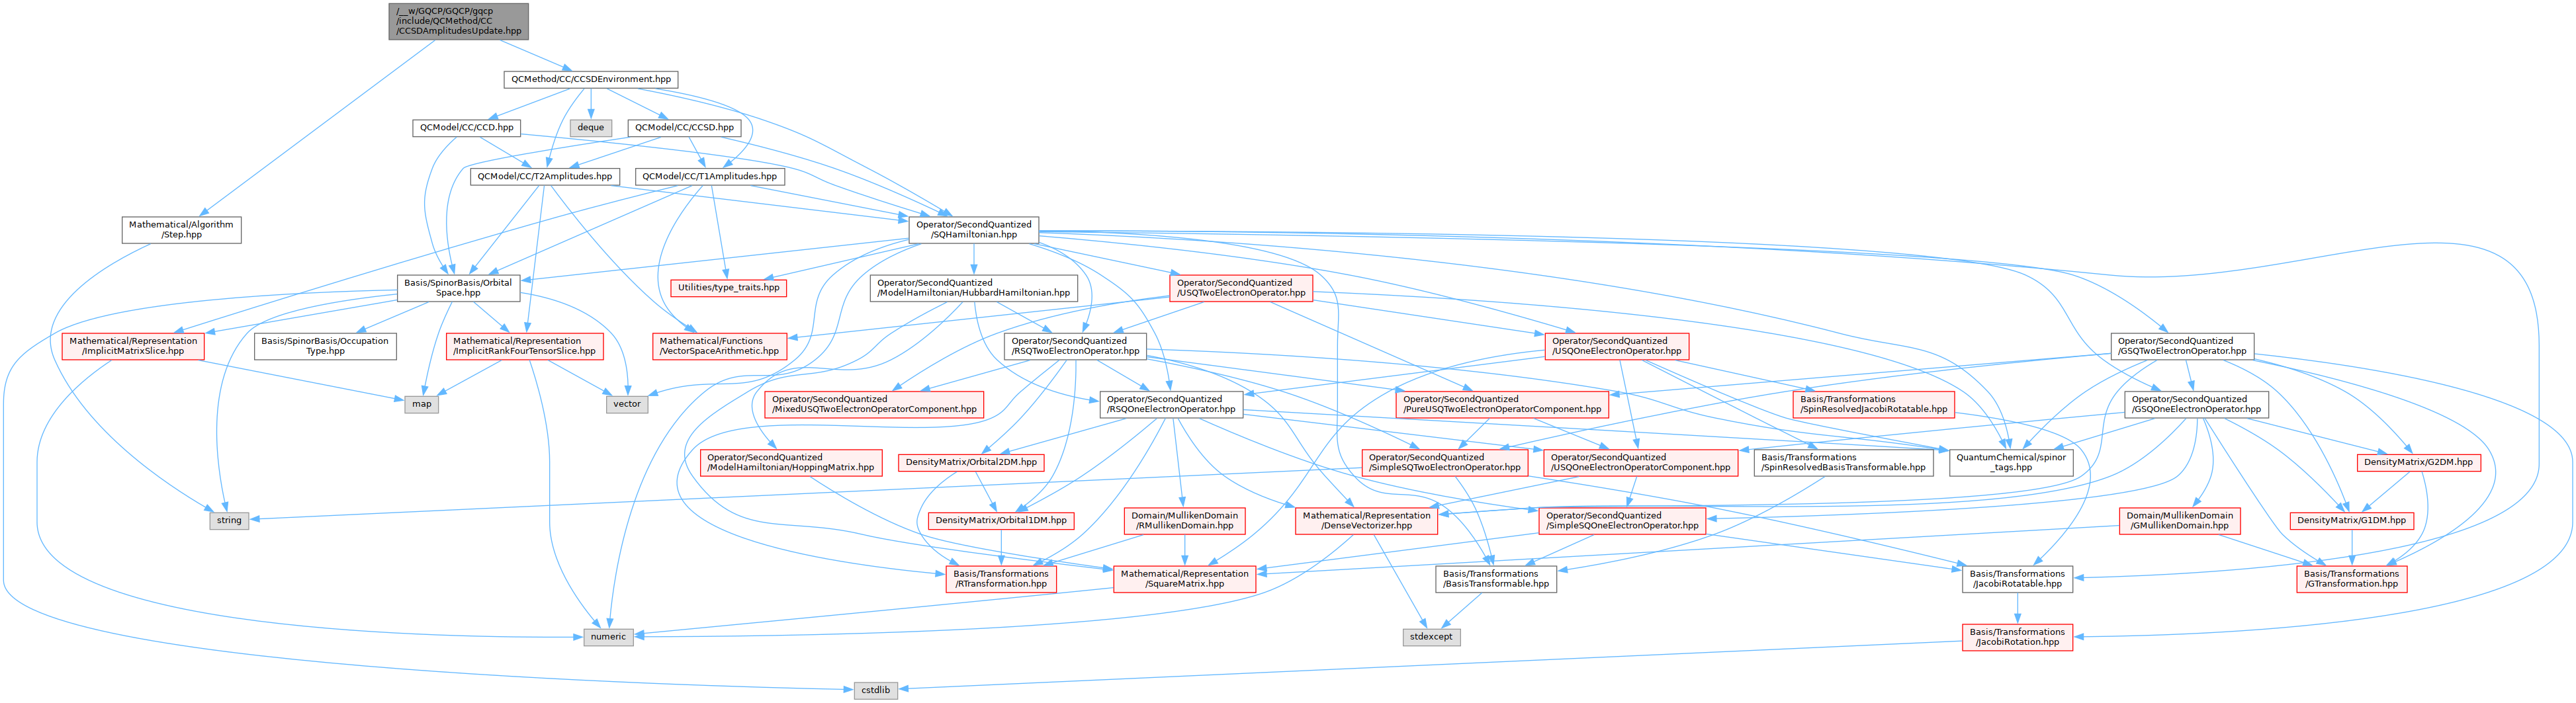 /__w/GQCP/GQCP/gqcp
/include/QCMethod/CC
/CCSDAmplitudesUpdate.hpp
QCMethod/CC/CCSDEnvironment.hpp
QCModel/CC/CCD.hpp
deque
QCModel/CC/CCSD.hpp
QCModel/CC/T2Amplitudes.hpp
QCModel/CC/T1Amplitudes.hpp
Mathematical/Algorithm
/Step.hpp
Operator/SecondQuantized
/SQHamiltonian.hpp
Basis/SpinorBasis/Orbital
Space.hpp
Utilities/type_traits.hpp
Operator/SecondQuantized
/ModelHamiltonian/HubbardHamiltonian.hpp
Operator/SecondQuantized
/USQTwoElectronOperator.hpp
Mathematical/Representation
/ImplicitMatrixSlice.hpp
Basis/SpinorBasis/Occupation
Type.hpp
Mathematical/Representation
/ImplicitRankFourTensorSlice.hpp
Mathematical/Functions
/VectorSpaceArithmetic.hpp
Operator/SecondQuantized
/RSQTwoElectronOperator.hpp
Operator/SecondQuantized
/USQOneElectronOperator.hpp
Operator/SecondQuantized
/GSQTwoElectronOperator.hpp
map
vector
Operator/SecondQuantized
/MixedUSQTwoElectronOperatorComponent.hpp
Operator/SecondQuantized
/RSQOneElectronOperator.hpp
Operator/SecondQuantized
/PureUSQTwoElectronOperatorComponent.hpp
Basis/Transformations
/SpinResolvedJacobiRotatable.hpp
Operator/SecondQuantized
/GSQOneElectronOperator.hpp
Operator/SecondQuantized
/ModelHamiltonian/HoppingMatrix.hpp
DensityMatrix/Orbital2DM.hpp
Operator/SecondQuantized
/SimpleSQTwoElectronOperator.hpp
Operator/SecondQuantized
/USQOneElectronOperatorComponent.hpp
Basis/Transformations
/SpinResolvedBasisTransformable.hpp
QuantumChemical/spinor
_tags.hpp
DensityMatrix/G2DM.hpp
string
DensityMatrix/Orbital1DM.hpp
Domain/MullikenDomain
/RMullikenDomain.hpp
Mathematical/Representation
/DenseVectorizer.hpp
Operator/SecondQuantized
/SimpleSQOneElectronOperator.hpp
Domain/MullikenDomain
/GMullikenDomain.hpp
DensityMatrix/G1DM.hpp
Basis/Transformations
/RTransformation.hpp
Mathematical/Representation
/SquareMatrix.hpp
Basis/Transformations
/BasisTransformable.hpp
Basis/Transformations
/JacobiRotatable.hpp
Basis/Transformations
/GTransformation.hpp
numeric
stdexcept
Basis/Transformations
/JacobiRotation.hpp
cstdlib